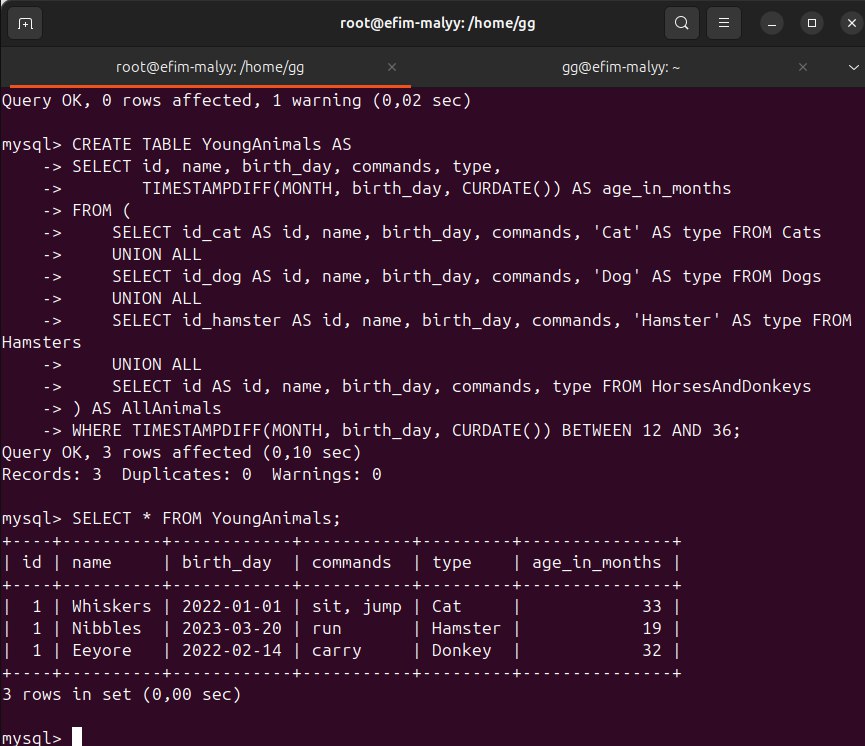 root@efim-malyy: /home/gg
root@efim-malyy: /home/gg
gg@efim-malyy: ~
Query OK, 0 rows affected, 1 warning (0,02 sec)
mysql> CREATE TABLE YoungAnimals AS
    -> SELECT id, name, birth_day, commands, type,
    ->        TIMESTAMPDIFF(MONTH, birth_day, CURDATE()) AS age_in_months
    -> FROM (
    ->     SELECT id_cat AS id, name, birth_day, commands, 'Cat' AS type FROM Cats
    ->     UNION ALL
    ->     SELECT id_dog AS id, name, birth_day, commands, 'Dog' AS type FROM Dogs
    ->     UNION ALL
    ->     SELECT id_hamster AS id, name, birth_day, commands, 'Hamster' AS type FROM
Hamsters
    ->     UNION ALL
    ->     SELECT id AS id, name, birth_day, commands, type FROM HorsesAndDonkeys
    -> ) AS AllAnimals
    -> WHERE TIMESTAMPDIFF(MONTH, birth_day, CURDATE()) BETWEEN 12 AND 36;
Query OK, 3 rows affected (0,10 sec)
Records: 3  Duplicates: 0  Warnings: 0
mysql> SELECT * FROM YoungAnimals;
+----+----------+------------+-----------+---------+---------------+
| id | name     | birth_day  | commands  | type    | age_in_months |
+----+----------+------------+-----------+---------+---------------+
|  1 | Whiskers | 2022-01-01 | sit, jump | Cat     |            33 |
|  1 | Nibbles  | 2023-03-20 | run       | Hamster |            19 |
|  1 | Eeyore   | 2022-02-14 | carry     | Donkey  |            32 |
+----+----------+------------+-----------+---------+---------------+
3 rows in set (0,00 sec)
mysql>